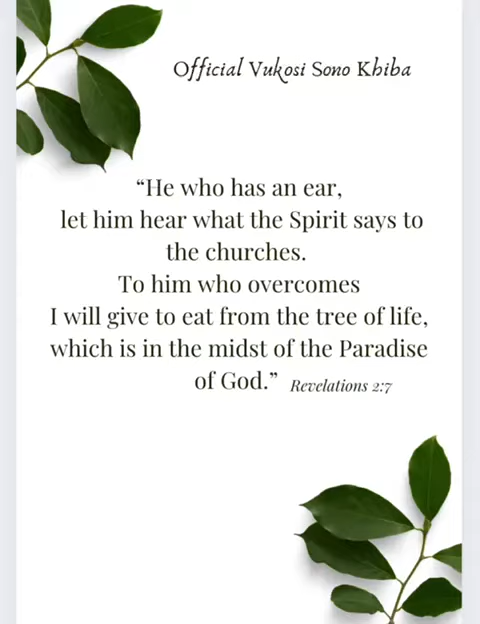 Official Vukosi Sono Khiba
“He who has an ear,
let him hear what the Spirit says to
the churches.
To him who overcomes
I will give to eat from the tree of life,
which is in the midst of the Paradise
of God.” Revelations 2:7